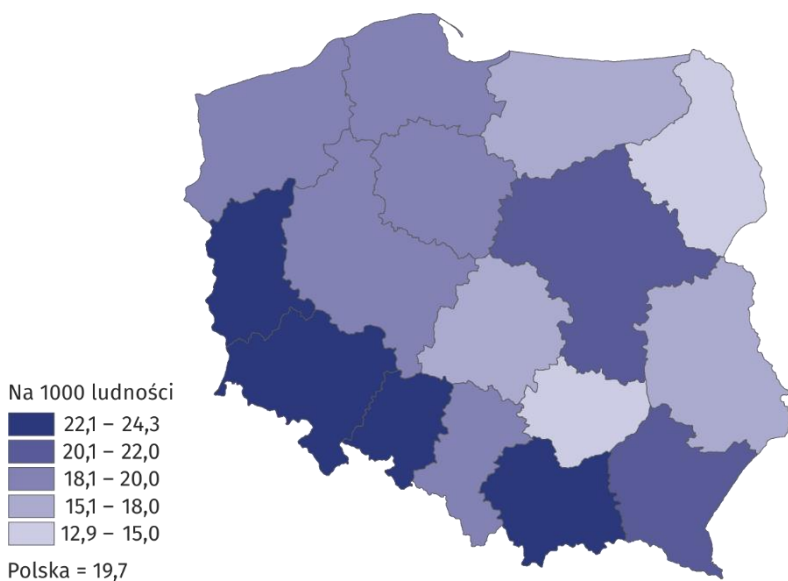 Na 1000 ludności
22,1 – 24,3
20,1 – 22,0
18,1 – 20,0
15,1 – 18,0
12,9 – 15,0
Polska = 19,7